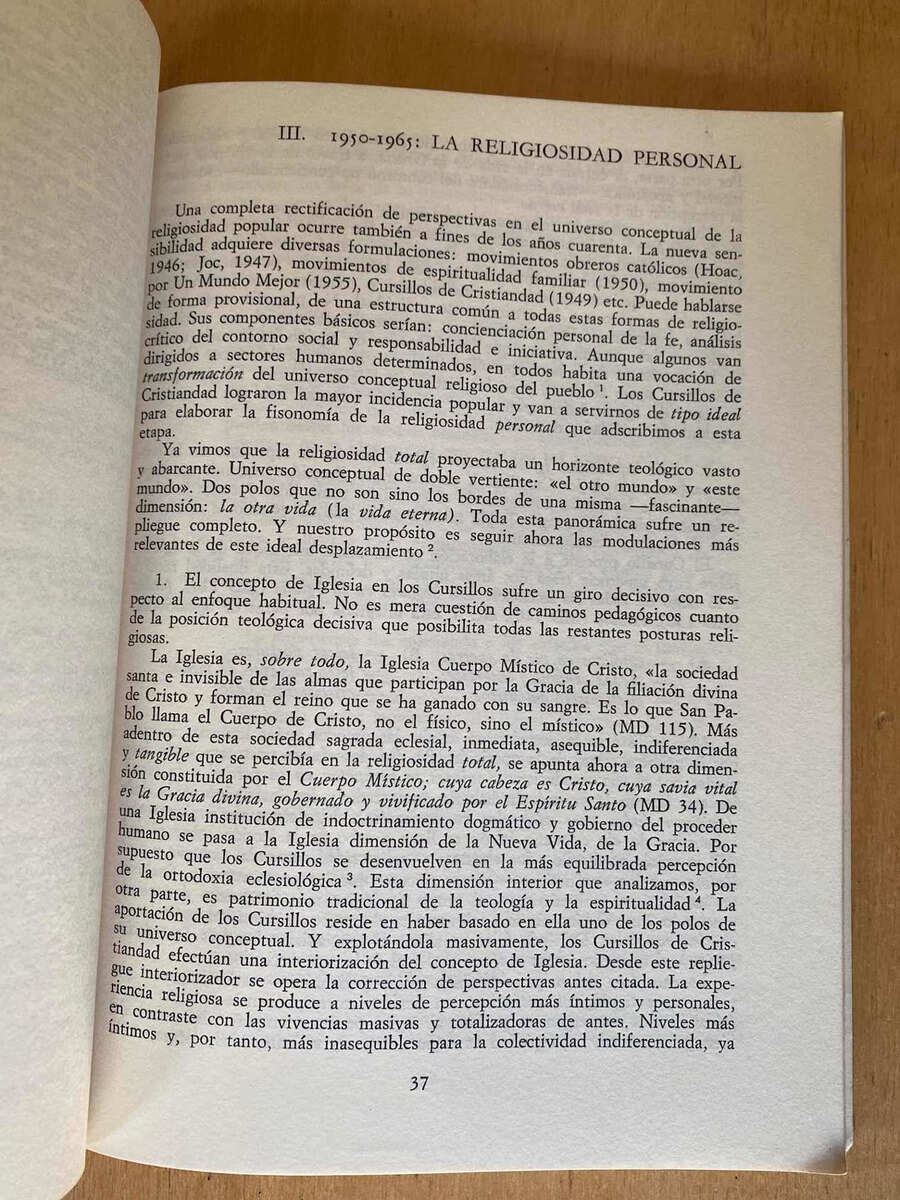 III. 1950-1965: LA RELIGIOSIDAD PERSONAL
Una completa rectificación de perspectivas en el universo conceptual de la
religiosidad popular ocurre también a fines de los años cuarenta. La nueva sen-
sibilidad adquiere diversas formulaciones: movimientos obreros católicos (Hoac,
1946; Joc, 1947), movimientos de espiritualidad familiar (1950), movimiento
por Un Mundo Mejor (1955), Cursillos de Cristiandad (1949) etc. Puede hablarse
de forma provisional, de una estructura común a todas estas formas de religio-
sidad. Sus componentes básicos serían: concienciación personal de la fe, análisis
crítico del contorno social y responsabilidad e iniciativa. Aunque algunos van
dirigidos a sectores humanos determinados, en todos habita una vocación de
transformación del universo conceptual religioso del pueblo ¹. Los Cursillos de
Cristiandad lograron la mayor incidencia popular y van a servirnos de tipo ideal
para elaborar la fisonomía de la religiosidad personal que adscribimos a esta
etapa.
Ya vimos que la religiosidad total proyectaba un horizonte teológico vasto
y abarcante. Universo conceptual de doble vertiente: «el otro mundo» y «este
mundo». Dos polos que no son sino los bordes de una misma —fascinante—
dimensión: la otra vida (la vida eterna). Toda esta panorámica sufre un re-
pliegue completo. Y nuestro propósito es seguir ahora las modulaciones más
relevantes de este ideal desplazamiento ².
1. El concepto de Iglesia en los Cursillos sufre un giro decisivo con res-
pecto al enfoque habitual. No es mera cuestión de caminos pedagógicos cuanto
de la posición teológica decisiva que posibilita todas las restantes posturas reli-
giosas.
La Iglesia es, sobre todo, la Iglesia Cuerpo Místico de Cristo, «la sociedad
santa e invisible de las almas que participan por la Gracia de la filiación divina
de Cristo y forman el reino que se ha ganado con su sangre. Es lo que San Pa-
blo llama el Cuerpo de Cristo, no el físico, sino el místico» (MD 115). Más
adentro de esta sociedad sagrada eclesial, inmediata, asequible, indiferenciada
y tangible que se percibía en la religiosidad total, se apunta ahora a otra dimen-
sión constituida por el Cuerpo Místico; cuya cabeza es Cristo, cuya savia vital
es la Gracia divina, gobernado y vivificado por el Espíritu Santo (MD 34). De
una Iglesia institución de indoctrinamiento dogmático y gobierno del proceder
humano se pasa a la Iglesia dimensión de la Nueva Vida, de la Gracia. Por
supuesto que los Cursillos se desenvuelven en la más equilibrada percepción
de la ortodoxia eclesiológica ³. Esta dimensión interior que analizamos, por
otra parte, es patrimonio tradicional de la teología y la espiritualidad ⁴. La
aportación de los Cursillos reside en haber basado en ella uno de los polos de
su universo conceptual. Y explotándola masivamente, los Cursillos de Cris-
tiandad efectúan una interiorización del concepto de Iglesia. Desde este replie-
gue interiorizador se opera la corrección de perspectivas antes citada. La expe-
riencia religiosa se produce a niveles de percepción más íntimos y personales,
en contraste con las vivencias masivas y totalizadoras de antes. Niveles más
íntimos y, por tanto, más inasequibles para la colectividad indiferenciada, ya
37